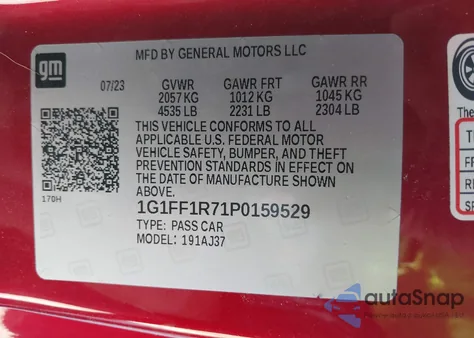 gm
MFD BY GENERAL MOTORS LLC
07/23 GVWR GAWR FRT GAWR RR
2057 KG 1012 KG 1045 KG
4535 LB 2231 LB 2304 LB
THIS VEHICLE CONFORMS TO ALL
APPLICABLE U.S. FEDERAL MOTOR
VEHICLE SAFETY, BUMPER, AND THEFT
PREVENTION STANDARDS IN EFFECT ON
THE DATE OF MANUFACTURE SHOWN
ABOVE.
170H
1G1FF1R71P0159529
TYPE: PASS CAR
MODEL: 191AJ37
The
autoSnap